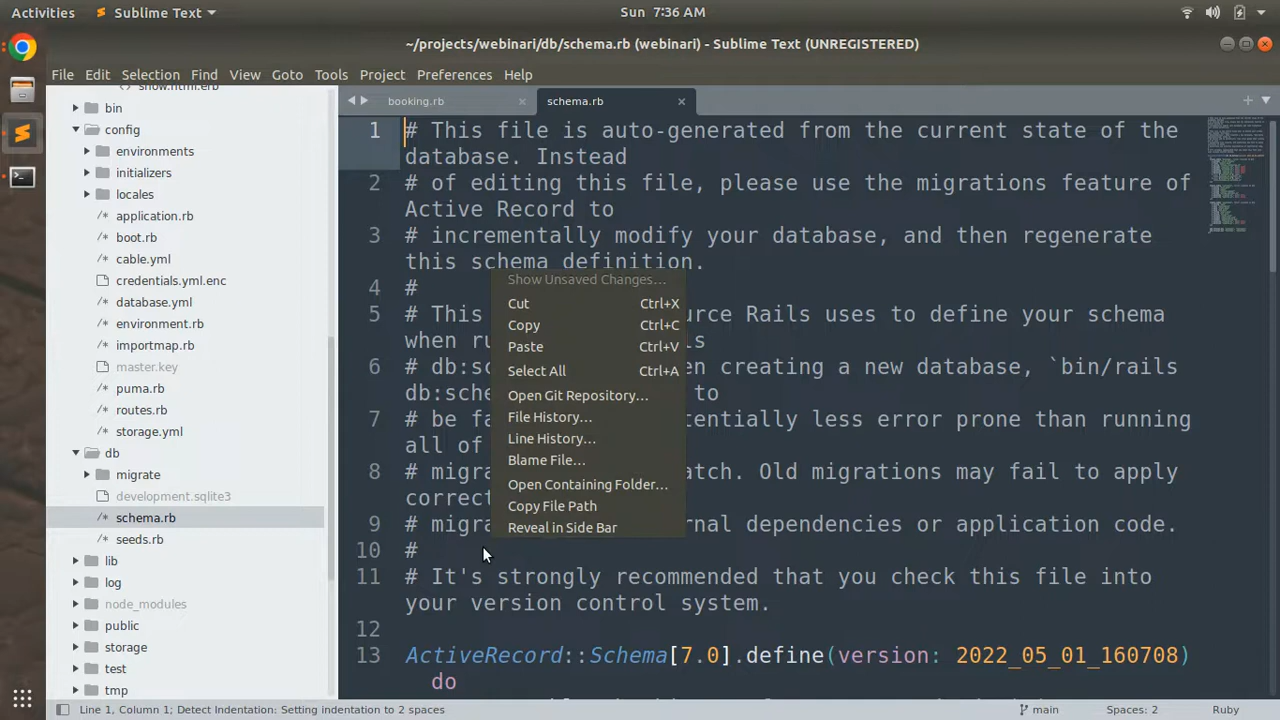 Activities
Sublime Text
Sun 7:36 AM
~/projects/webinari/db/schema.rb (webinari) - Sublime Text (UNREGISTERED)
File Edit Selection Find View Goto Tools Project Preferences Help
show.html.erb
bin
config
environments
initializers
locales
/* application.rb
/* boot.rb
/* cable.yml
/* credentials.yml.enc
/* database.yml
/* environment.rb
/* importmap.rb
master.key
/* puma.rb
/* routes.rb
/* storage.yml
db
migrate
development.sqlite3
/* schema.rb
/* seeds.rb
lib
log
node_modules
public
storage
test
tmp
booking.rb × schema.rb ×
1 # This file is auto-generated from the current state of the
database. Instead
2 # of editing this file, please use the migrations feature of
Active Record to
3 # incrementally modify your database, and then regenerate
this schema definition.
4 #
5 # This urce Rails uses to define your schema
when ru ls
6 # db:sc en creating a new database, `bin/rails
db:sche to
7 # be fa tentially less error prone than running
all of
8 # migra atch. Old migrations may fail to apply
correct
9 # migra rnal dependencies or application code.
10 #
11 # It's strongly recommended that you check this file into
your version control system.
12
13 ActiveRecord::Schema[7.0].define(version: 2022_05_01_160708)
do
Show Unsaved Changes…
Cut Ctrl+X
Copy Ctrl+C
Paste Ctrl+V
Select All Ctrl+A
Open Git Repository…
File History…
Line History…
Blame File…
Open Containing Folder…
Copy File Path
Reveal in Side Bar
Line 1, Column 1; Detect Indentation: Setting indentation to 2 spaces
main
Spaces: 2
Ruby